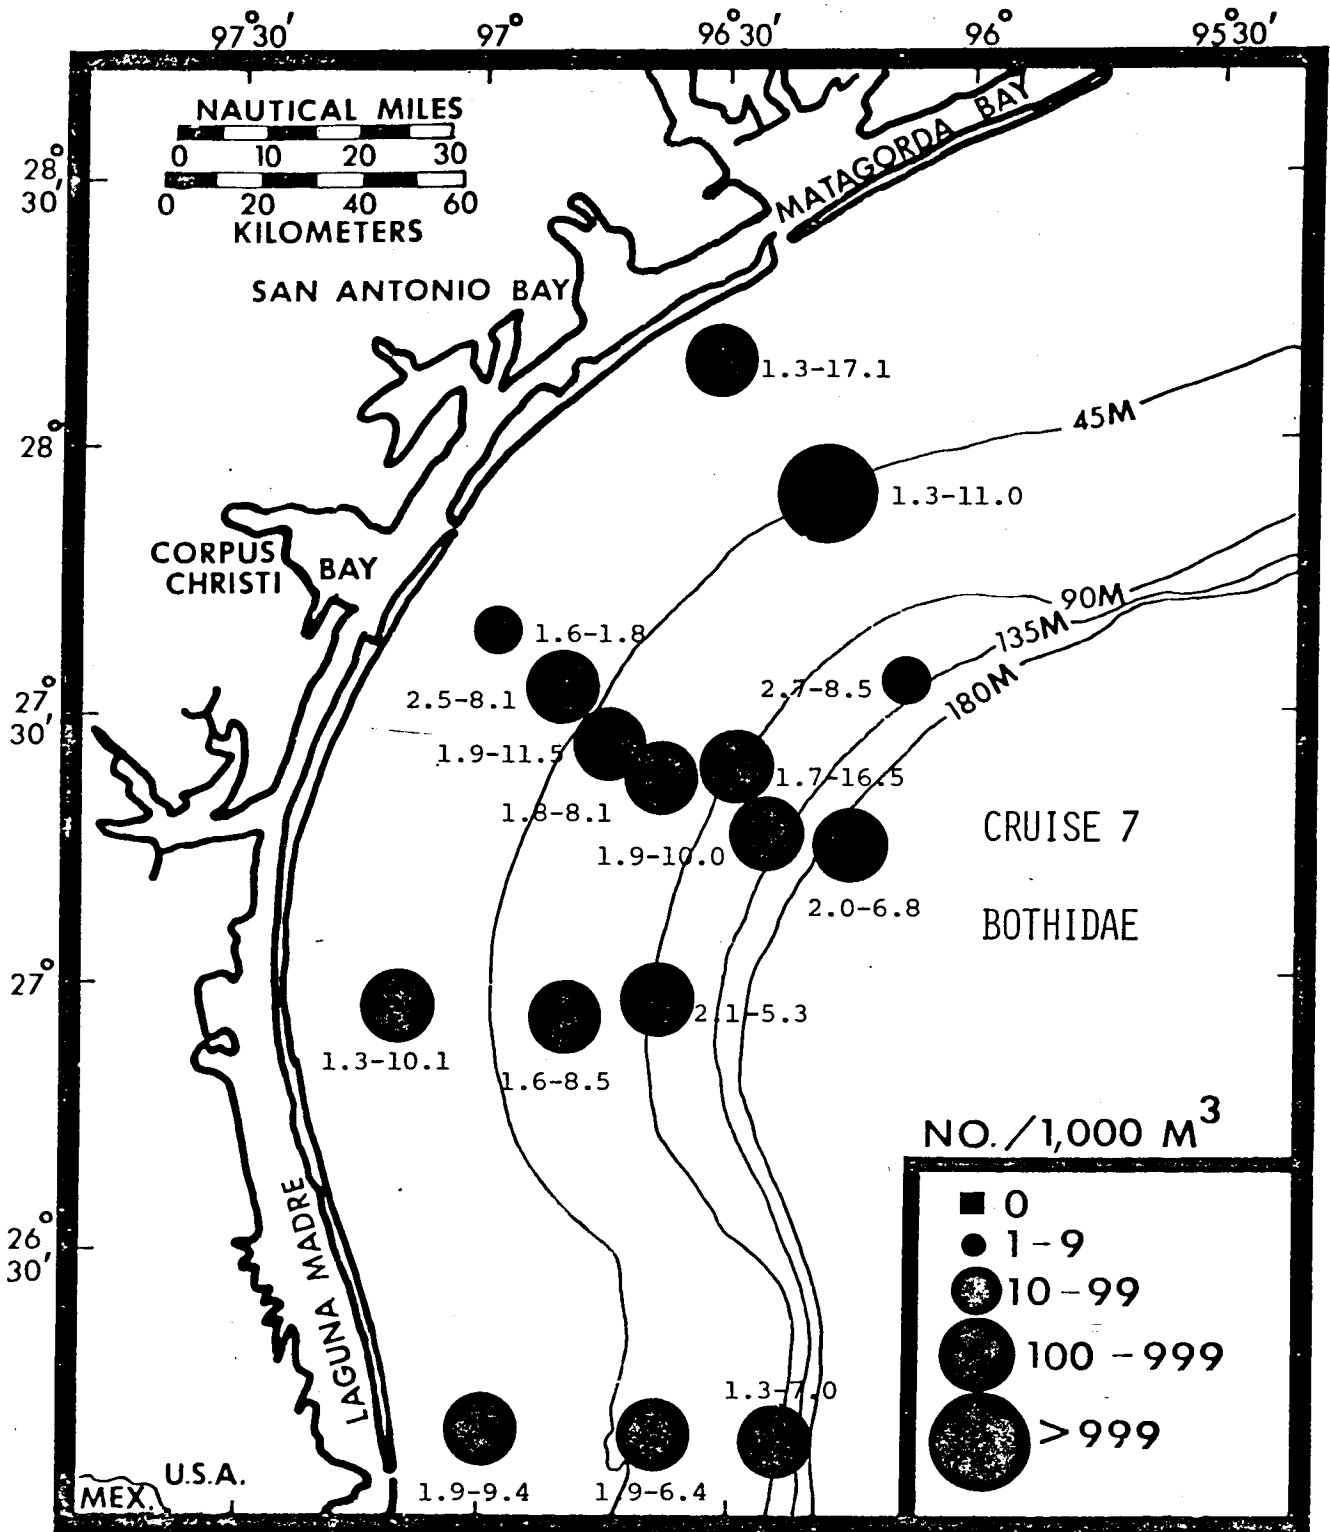 97°30′ 97° 96°30′ 96° 95°30′
NAUTICAL MILES
0 10 20 30
0 20 40 60
KILOMETERS
28°30′
MATAGORDA BAY
SAN ANTONIO BAY
1.3-17.1
45M
28°
1.3-11.0
CORPUS CHRISTI BAY
90M
1.6-1.8
135M
2.7-8.5
180M
2.5-8.1
27°30′
1.9-11.5
1.7-16.5
1.8-8.1
CRUISE 7
1.9-10.0
2.0-6.8
BOTHIDAE
27°
2.1-5.3
1.3-10.1
1.6-8.5
NO./1,000 M³
LAGUNA MADRE
0
26°30′
1-9
10-99
100-999
1.3-7.0
>999
U.S.A.
MEX.
1.9-9.4
1.9-6.4